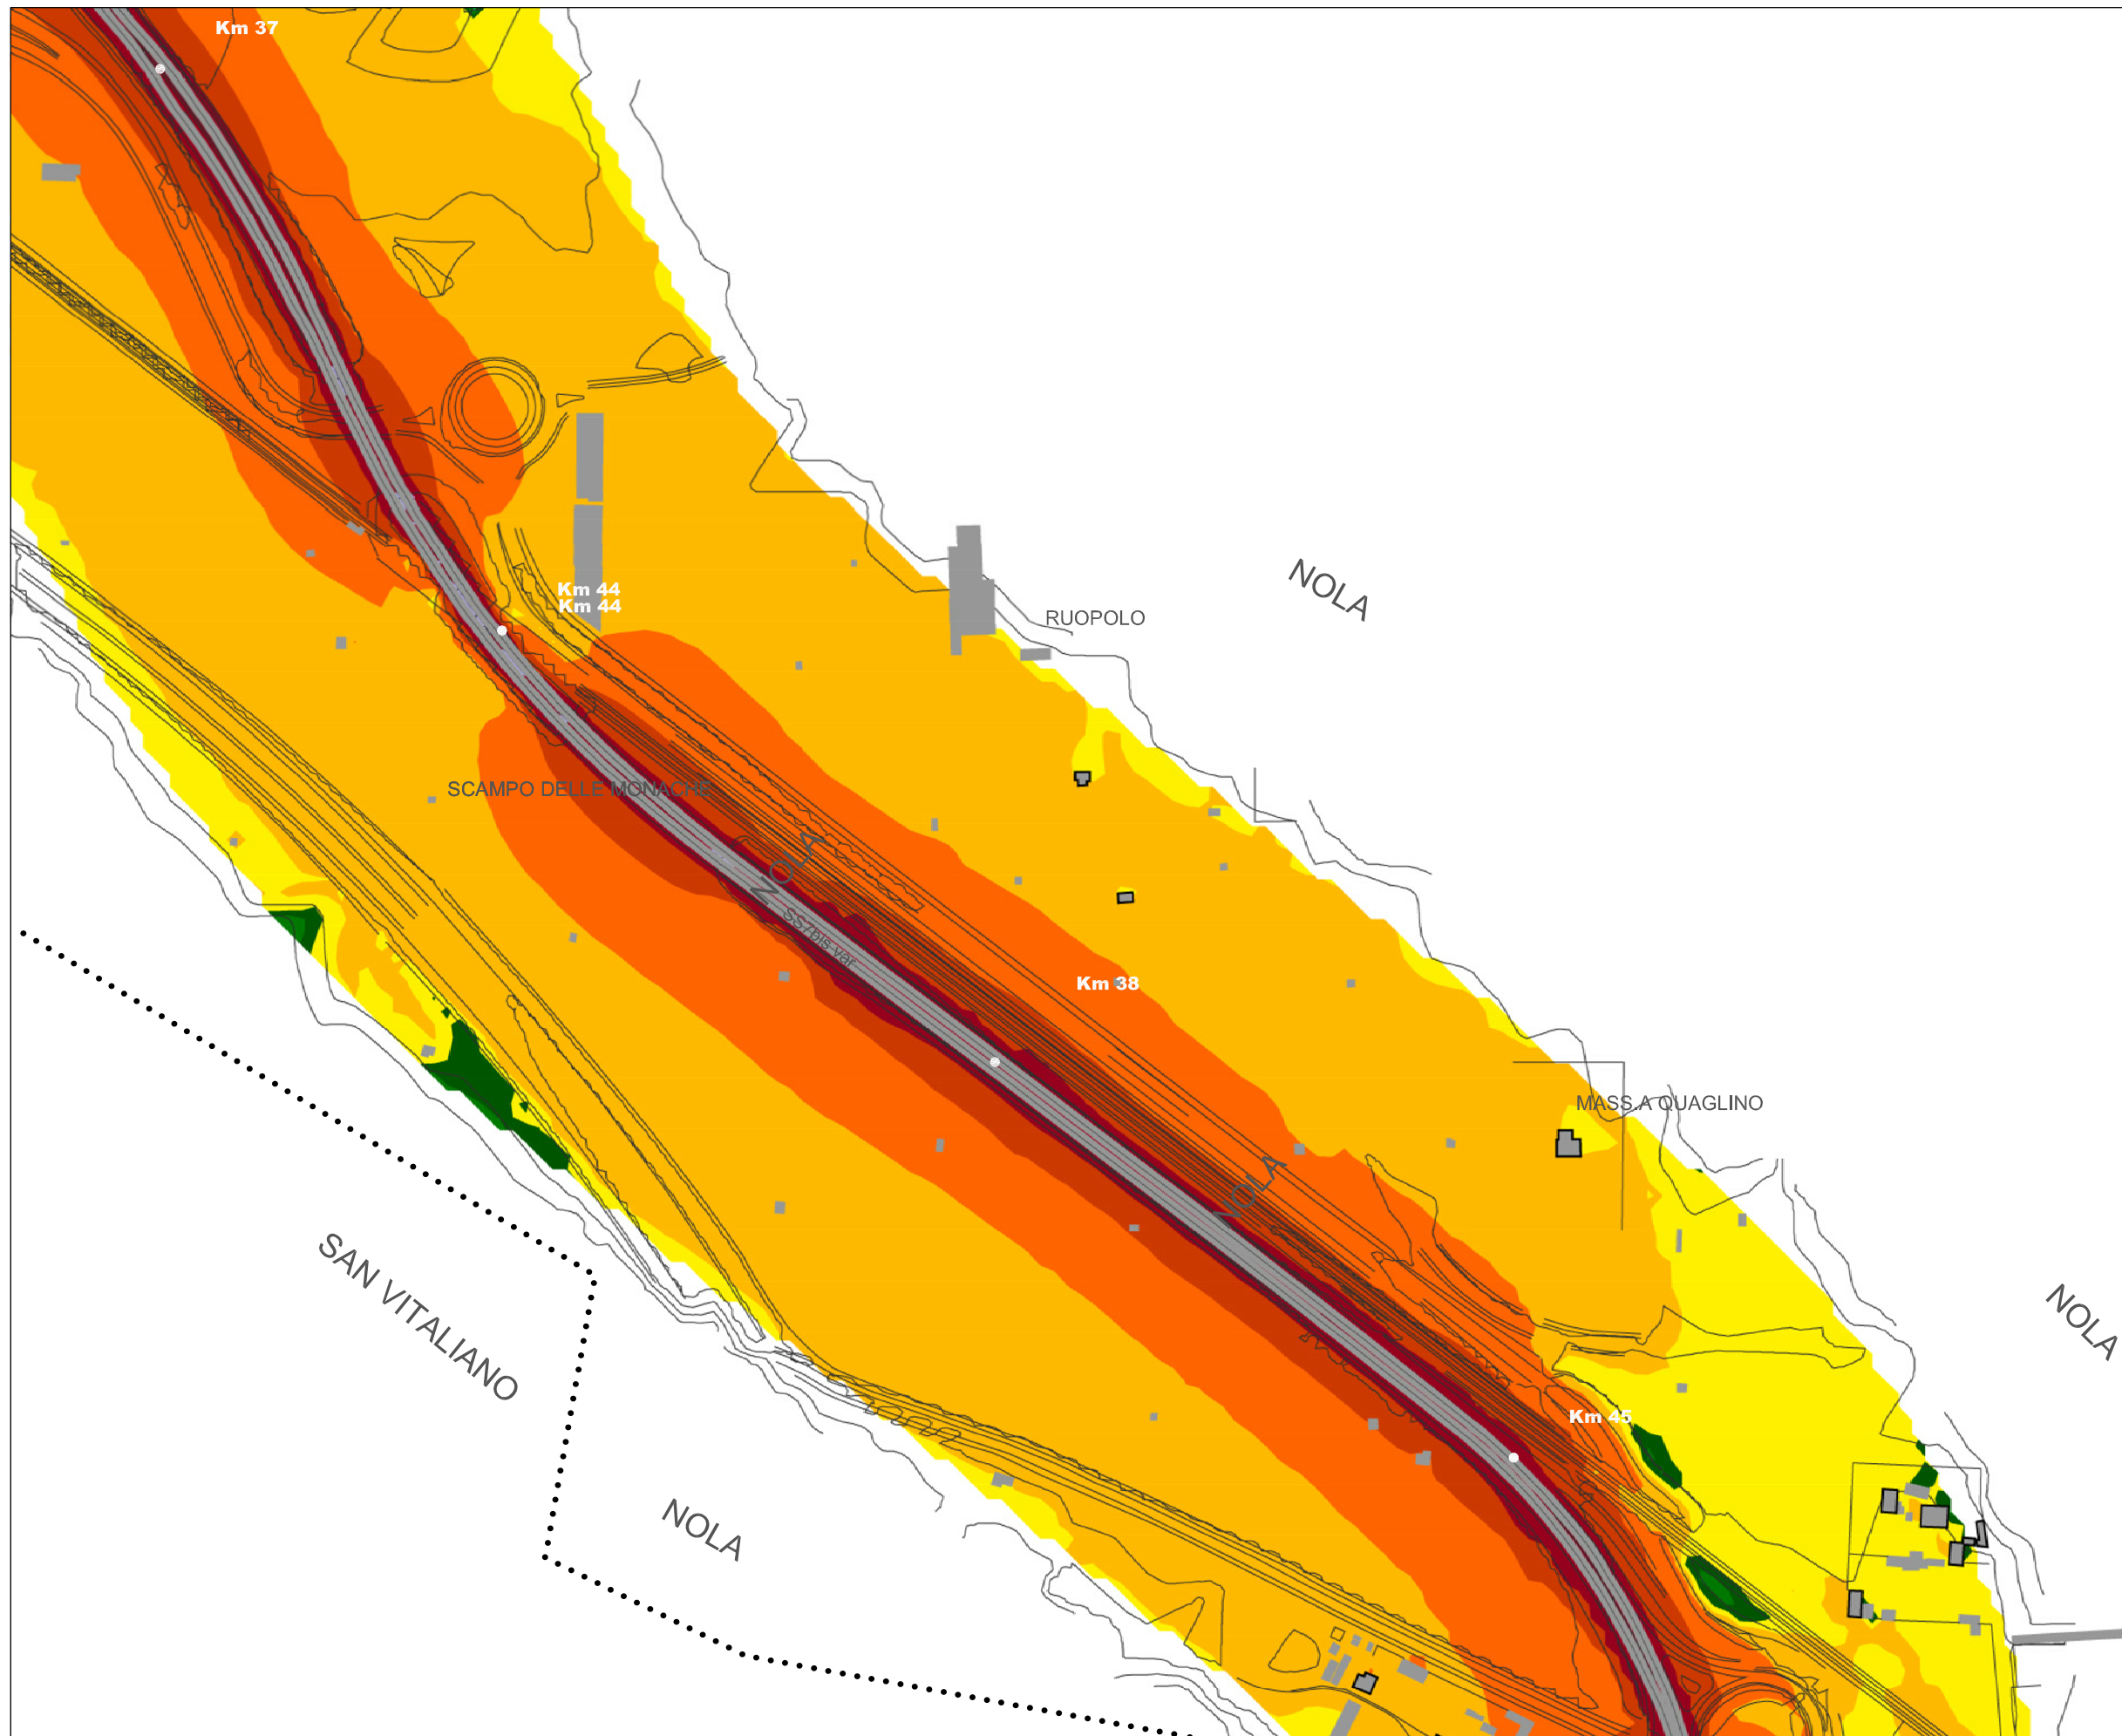 Km 37
NOLA
Km 44
Km 44
RUOPOLO
SCAMPO DELLE MONACHE
NOLA
SS7bis var
Km 38
MASS.A QUAGLINO
NOLA
SAN VITALIANO
NOLA
Km 45
NOLA